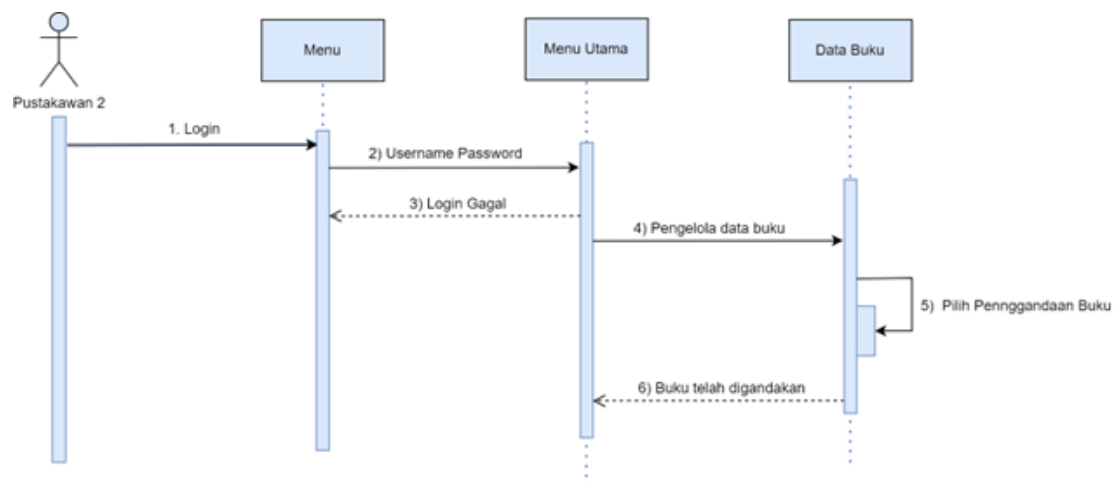 Menu
Menu Utama
Data Buku
Pustakawan 2
1. Login
2) Username Password
3) Login Gagal
4) Pengelola data buku
5) Pilih Pennggandaan Buku
6) Buku telah digandakan